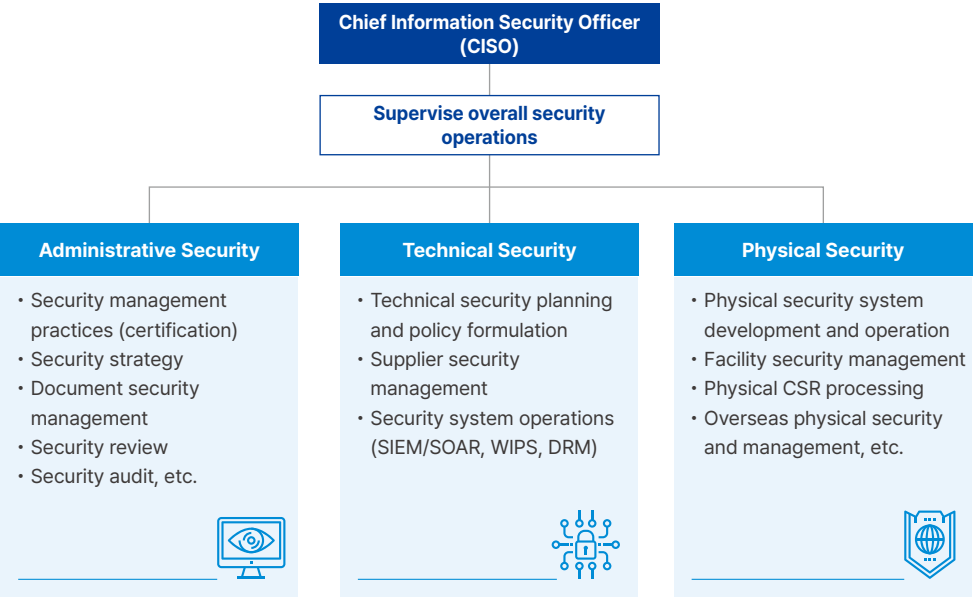 Chief Information Security Officer
(CISO)
Supervise overall security
operations
Administrative Security
・Security management
practices (certification)
・Security strategy
・Document security
management
・Security review
・Security audit, etc.
Technical Security
・Technical security planning
and policy formulation
・Supplier security
management
・Security system operations
(SIEM/SOAR, WIPS, DRM)
Physical Security
・Physical security system
development and operation
・Facility security management
・Physical CSR processing
・Overseas physical security
and management, etc.